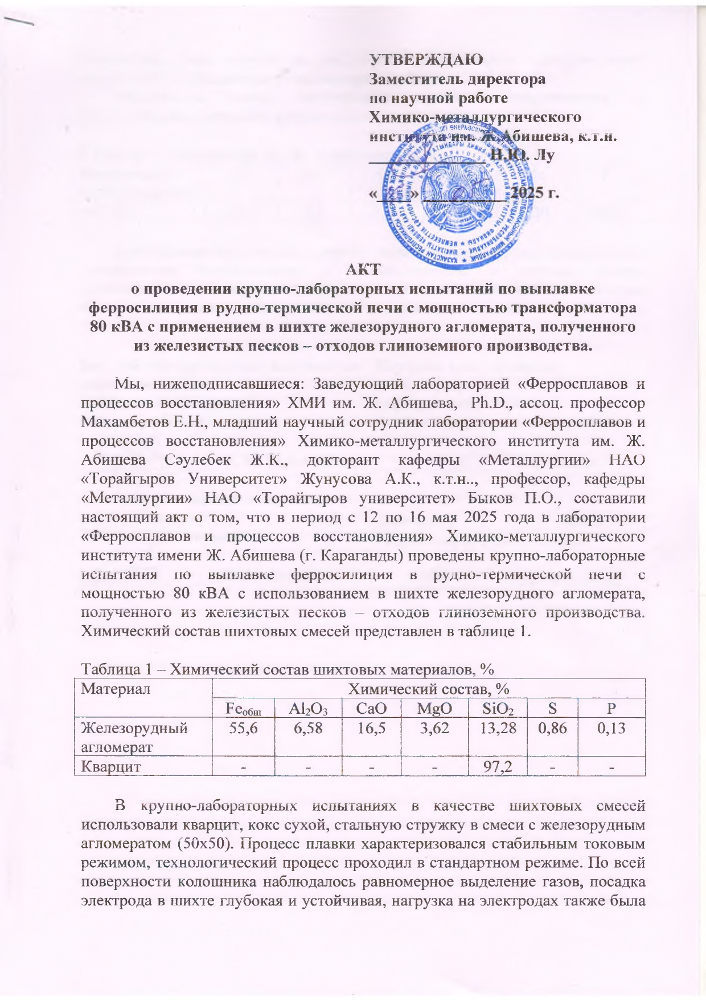 УТВЕРЖДАЮ
Заместитель директора
по научной работе
Химико-металлургического
института им. Ж. Абишева, к.т.н.
Н.Ю. Лу
« » 2025 г.
АКТ
о проведении крупно-лабораторных испытаний по выплавке
ферросилиция в рудно-термической печи с мощностью трансформатора
80 кВА с применением в шихте железорудного агломерата, полученного
из железистых песков – отходов глиноземного производства.
Мы, нижеподписавшиеся: Заведующий лабораторией «Ферросплавов и
процессов восстановления» ХМИ им. Ж. Абишева, Ph.D., ассоц. профессор
Махамбетов Е.Н., младший научный сотрудник лаборатории «Ферросплавов и
процессов восстановления» Химико-металлургического института им. Ж.
Абишева Сәулебек Ж.К., докторант кафедры «Металлургии» НАО
«Торайгыров Университет» Жунусова А.К., к.т.н.., профессор, кафедры
«Металлургии» НАО «Торайгыров университет» Быков П.О., составили
настоящий акт о том, что в период с 12 по 16 мая 2025 года в лаборатории
«Ферросплавов и процессов восстановления» Химико-металлургического
института имени Ж. Абишева (г. Караганды) проведены крупно-лабораторные
испытания по выплавке ферросилиция в рудно-термической печи с
мощностью 80 кВА с использованием в шихте железорудного агломерата,
полученного из железистых песков – отходов глиноземного производства.
Химический состав шихтовых смесей представлен в таблице 1.
Таблица 1 – Химический состав шихтовых материалов, %
Материал Химический состав, %
Feобщ Al₂O₃ CaO MgO SiO₂ S P
Железорудный 55,6 6,58 16,5 3,62 13,28 0,86 0,13
агломерат
Кварцит - - - - 97,2 - -
В крупно-лабораторных испытаниях в качестве шихтовых смесей
использовали кварцит, кокс сухой, стальную стружку в смеси с железорудным
агломератом (50х50). Процесс плавки характеризовался стабильным токовым
режимом, технологический процесс проходил в стандартном режиме. По всей
поверхности колошника наблюдалось равномерное выделение газов, посадка
электрода в шихте глубокая и устойчивая, нагрузка на электродах также была